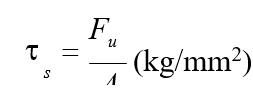 τs = Fu / A (kg/mm²)